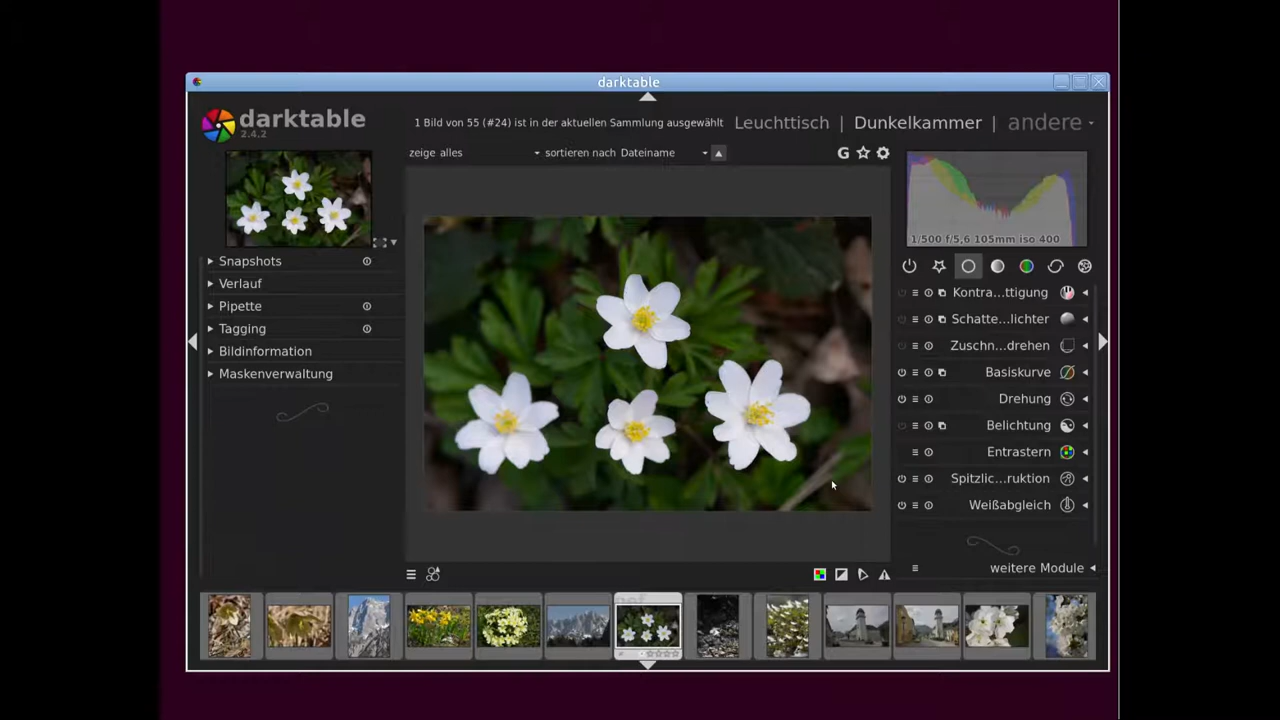 darktable
darktable
2.4.2
1 Bild von 55 (#24) ist in der aktuellen Sammlung ausgewählt
Leuchttisch | Dunkelkammer | andere
zeige alles
sortieren nach Dateiname
G
1/500 f/5,6 105mm iso 400
Snapshots
Verlauf
Pipette
Tagging
Bildinformation
Maskenverwaltung
Kontra...ttigung
Schatte...lichter
Zuschn...drehen
Basiskurve
Drehung
Belichtung
Entrastern
Spitzlic...ruktion
Weißabgleich
weitere Module